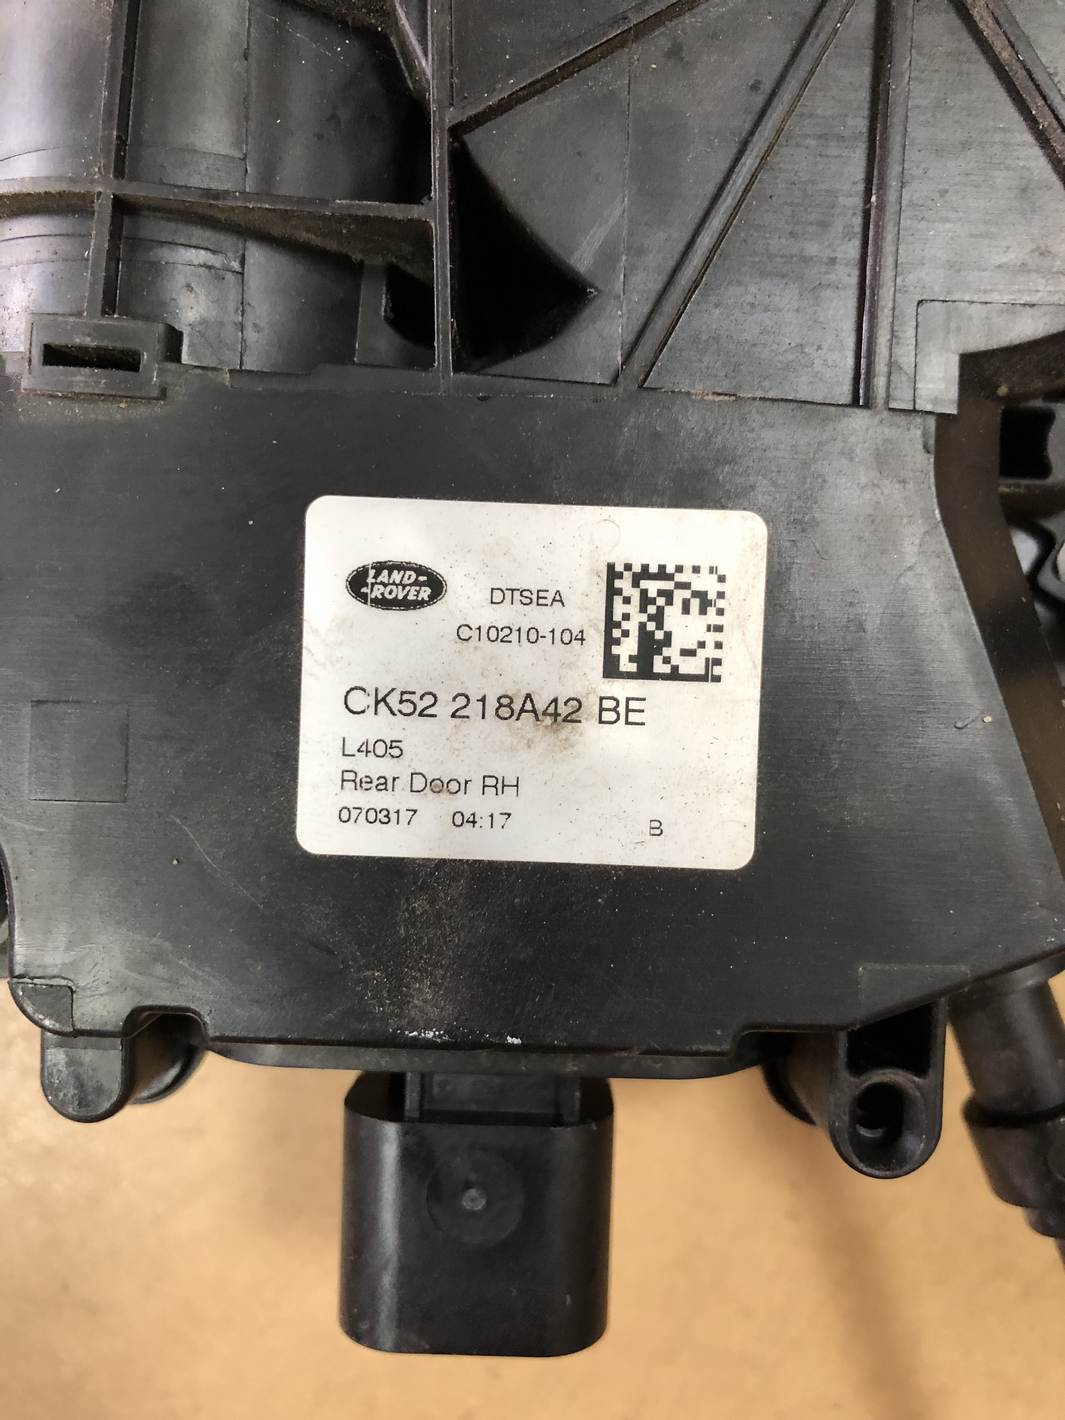 LAND-
-ROVER
DTSEA
C10210-104
CK52 218A42 BE
L405
Rear Door RH
070317 04:17 B